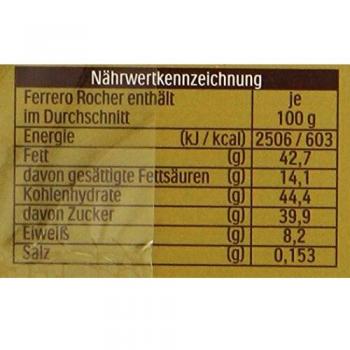 Nährwertkennzeichnung
Ferrero Rocher enthält je
im Durchschnitt 100 g
Energie (kJ / kcal) 2506 / 603
Fett (g) 42,7
davon gesättigte Fettsäuren (g) 14,1
Kohlenhydrate (g) 44,4
davon Zucker (g) 39,9
Eiweiß (g) 8,2
Salz (g) 0,153